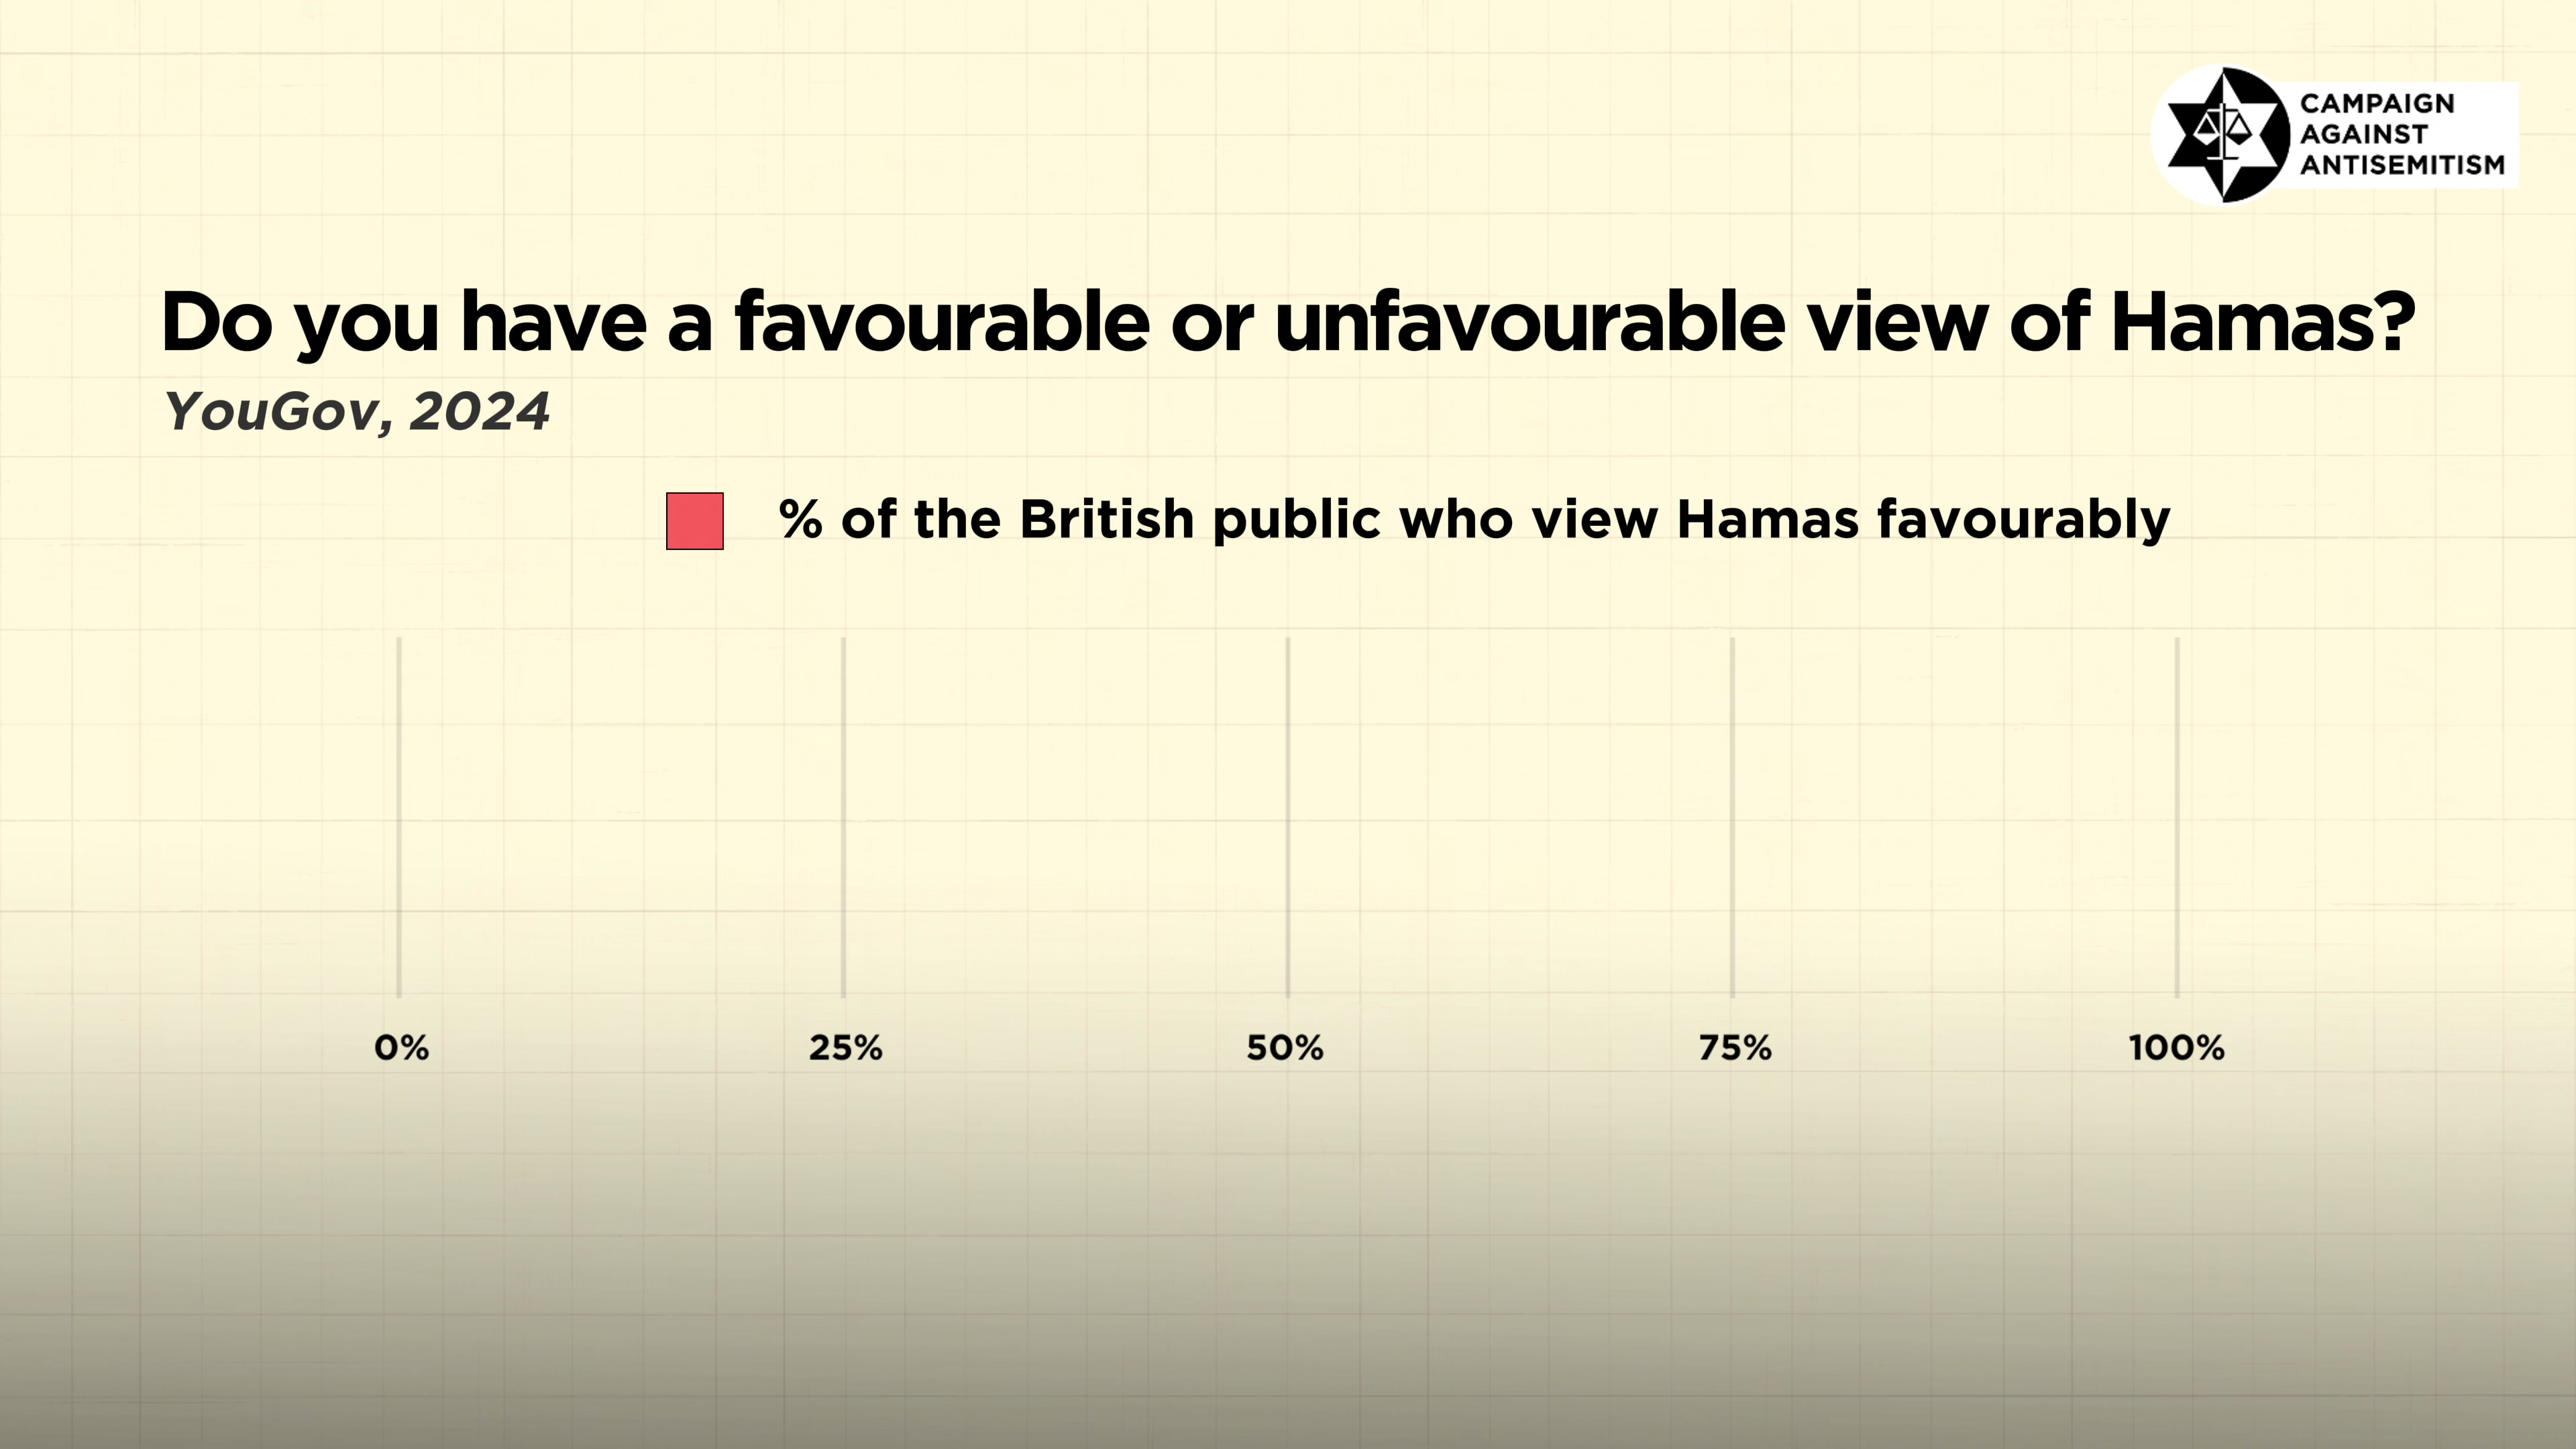 CAMPAIGN
AGAINST
ANTISEMITISM
Do you have a favourable or unfavourable view of Hamas?
YouGov, 2024
% of the British public who view Hamas favourably
0% 25% 50% 75% 100%